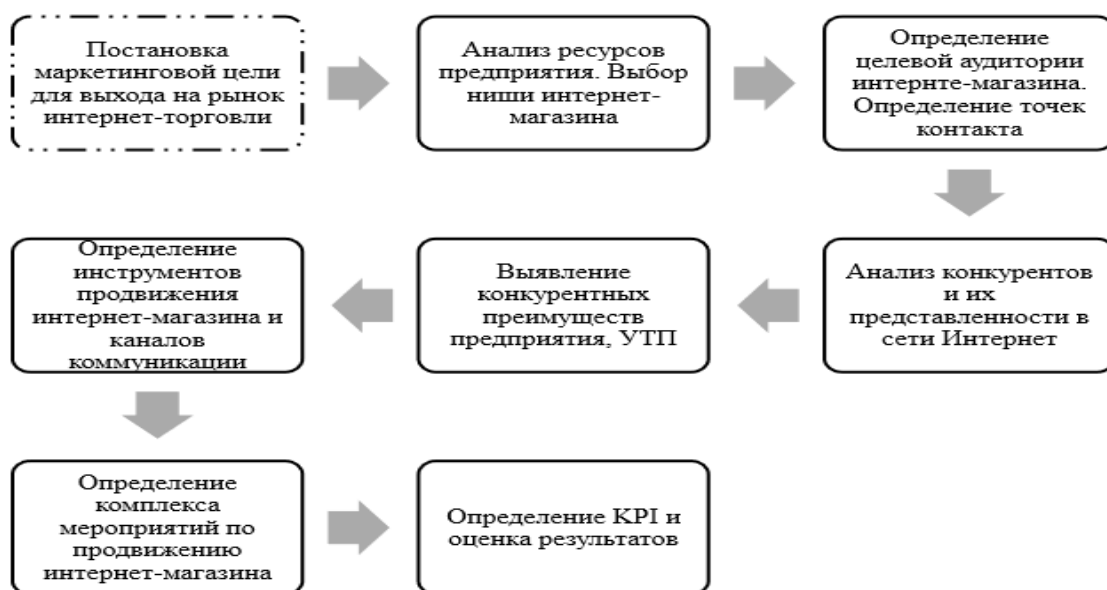 Постановка
маркетинговой цели
для выхода на рынок
интернет-торговли
Анализ ресурсов
предприятия. Выбор
ниши интернет-
магазина
Определение
целевой аудитории
интернте-магазина.
Определение точек
контакта
Анализ конкурентов
и их
представленности в
сети Интернет
Выявление
конкурентных
преимуществ
предприятия, УТП
Определение
инструментов
продвижения
интернет-магазина и
каналов
коммуникации
Определение
комплекса
мероприятий по
продвижению
интернет-магазина
Определение KPI и
оценка результатов